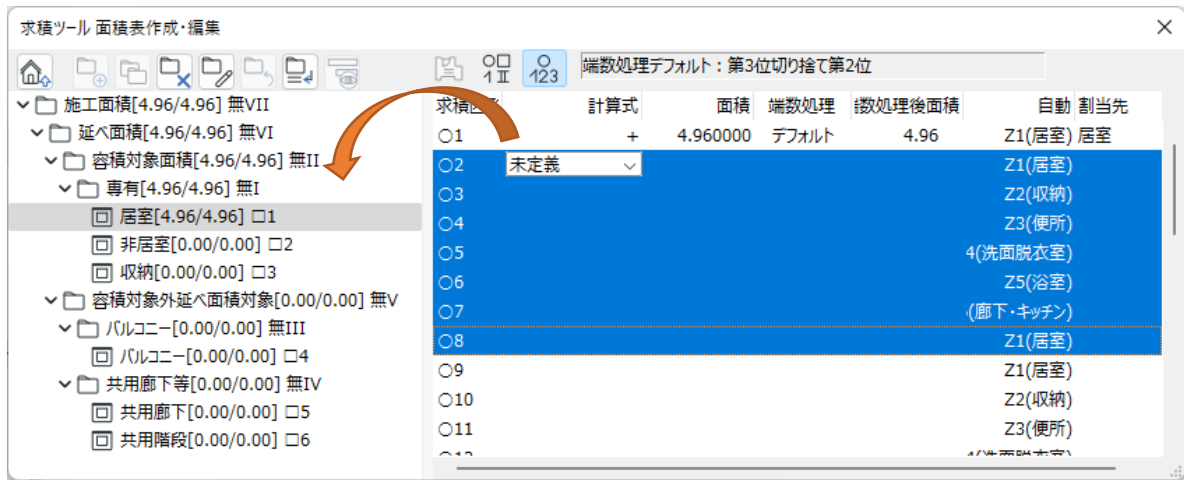 求積ツール 面積表作成・編集
○□
1 Ⅱ
○
123
端数処理デフォルト：第3位切り捨て第2位
施工面積[4.96/4.96] 無VII
延べ面積[4.96/4.96] 無VI
容積対象面積[4.96/4.96] 無II
専有[4.96/4.96] 無I
居室[4.96/4.96] □1
非居室[0.00/0.00] □2
収納[0.00/0.00] □3
容積対象外延べ面積対象[0.00/0.00] 無V
バルコニー[0.00/0.00] 無III
バルコニー[0.00/0.00] □4
共用廊下等[0.00/0.00] 無IV
共用廊下[0.00/0.00] □5
共用階段[0.00/0.00] □6
求積 計算式 面積 端数処理 数処理後面積 自動 割当先
○1 + 4.960000 デフォルト 4.96 Z1(居室) 居室
○2 未定義 Z1(居室)
○3 Z2(収納)
○4 Z3(便所)
○5 4(洗面脱衣室)
○6 Z5(浴室)
○7 (廊下・キッチン)
○8 Z1(居室)
○9 Z1(居室)
○10 Z2(収納)
○11 Z3(便所)